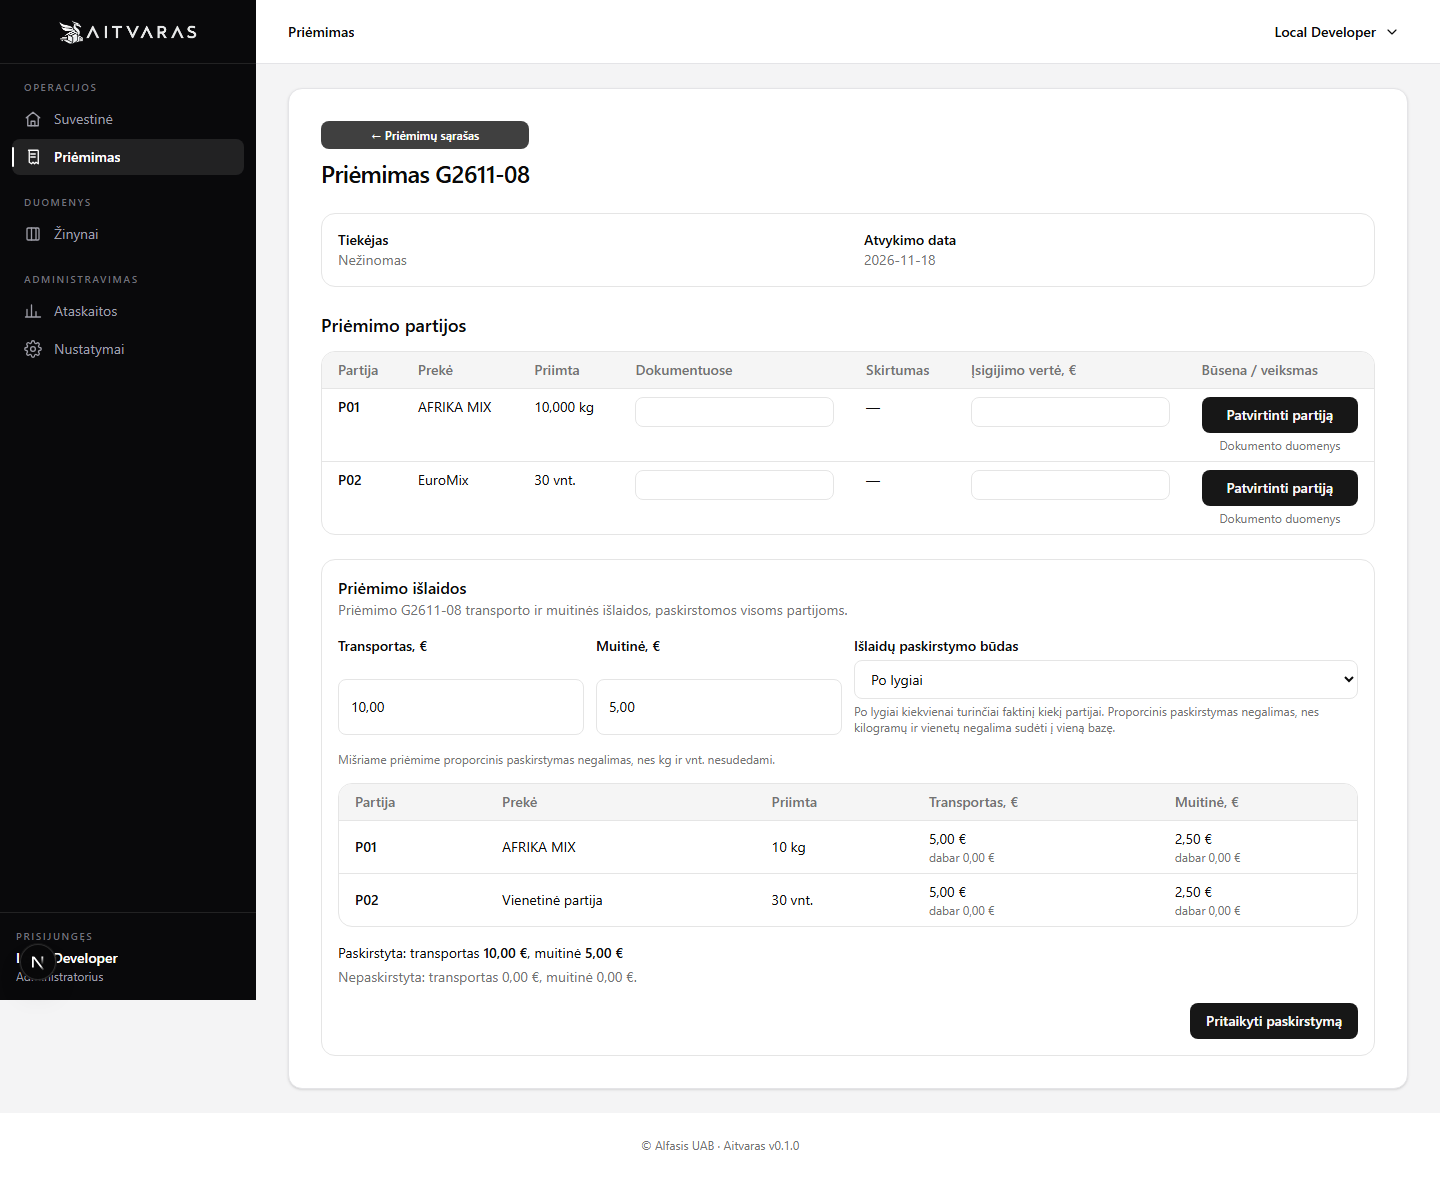 AITVARAS
Priėmimas
Local Developer
OPERACIJOS
Suvestinė
Priėmimas
DUOMENYS
Žinynai
ADMINISTRAVIMAS
Ataskaitos
Nustatymai
PRISIJUNGĘS
Developer
N
← Priėmimų sąrašas
Priėmimas G2611-08
Tiekėjas
Atvykimo data
Nežinomas
2026-11-18
Priėmimo partijos
Partija Prekė Priimta Dokumentuose Skirtumas Įsigijimo vertė, € Būsena / veiksmas
P01 AFRIKA MIX 10,000 kg — Patvirtinti partiją
Dokumento duomenys
P02 EuroMix 30 vnt. — Patvirtinti partiją
Dokumento duomenys
Priėmimo išlaidos
Priėmimo G2611-08 transporto ir muitinės išlaidos, paskirstomos visoms partijoms.
Transportas, € Muitinė, € Išlaidų paskirstymo būdas
10,00 5,00 Po lygiai
Po lygiai kiekvienai turinčiai faktinį kiekį partijai. Proporcinis paskirstymas negalimas, nes
kilogramų ir vienetų negalima sudėti į vieną bazę.
Mišriame priėmime proporcinis paskirstymas negalimas, nes kg ir vnt. nesudedami.
Partija Prekė Priimta Transportas, € Muitinė, €
P01 AFRIKA MIX 10 kg 5,00 € 2,50 €
dabar 0,00 € dabar 0,00 €
P02 Vienetinė partija 30 vnt. 5,00 € 2,50 €
dabar 0,00 € dabar 0,00 €
Paskirstyta: transportas 10,00 €, muitinė 5,00 €
Nepaskirstyta: transportas 0,00 €, muitinė 0,00 €.
Pritaikyti paskirstymą
© Alfasis UAB · Aitvaras v0.1.0